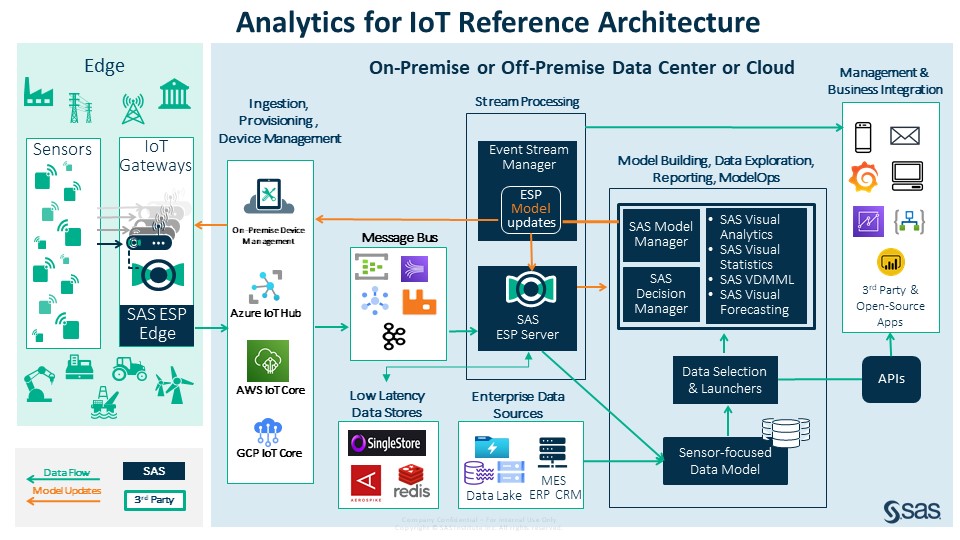 Analytics for IoT Reference Architecture
Edge
Sensors
IoT
Gateways
SAS ESP
Edge
Data Flow
Model Updates
SAS
3rd Party
On-Premise or Off-Premise Data Center or Cloud
Ingestion,
Provisioning,
Device Management
On-Premise Device
Management
Azure IoT Hub
AWS IoT Core
GCP IoT Core
Message Bus
Low Latency
Data Stores
SingleStore
AEROSPIKE
redis
Stream Processing
Event Stream
Manager
ESP
Model
updates
SAS
ESP Server
Enterprise Data
Sources
Data Lake
MES
ERP CRM
Model Building, Data Exploration,
Reporting, ModelOps
SAS Model
Manager
SAS
Decision
Manager
• SAS Visual
Analytics
• SAS Visual
Statistics
• SAS VDMML
• SAS Visual
Forecasting
Data Selection
& Launchers
Sensor-focused
Data Model
Management &
Business Integration
3rd Party &
Open-Source
Apps
APIs
Company Confidential – For Internal Use Only
Copyright © SAS Institute Inc. All rights reserved.
sas